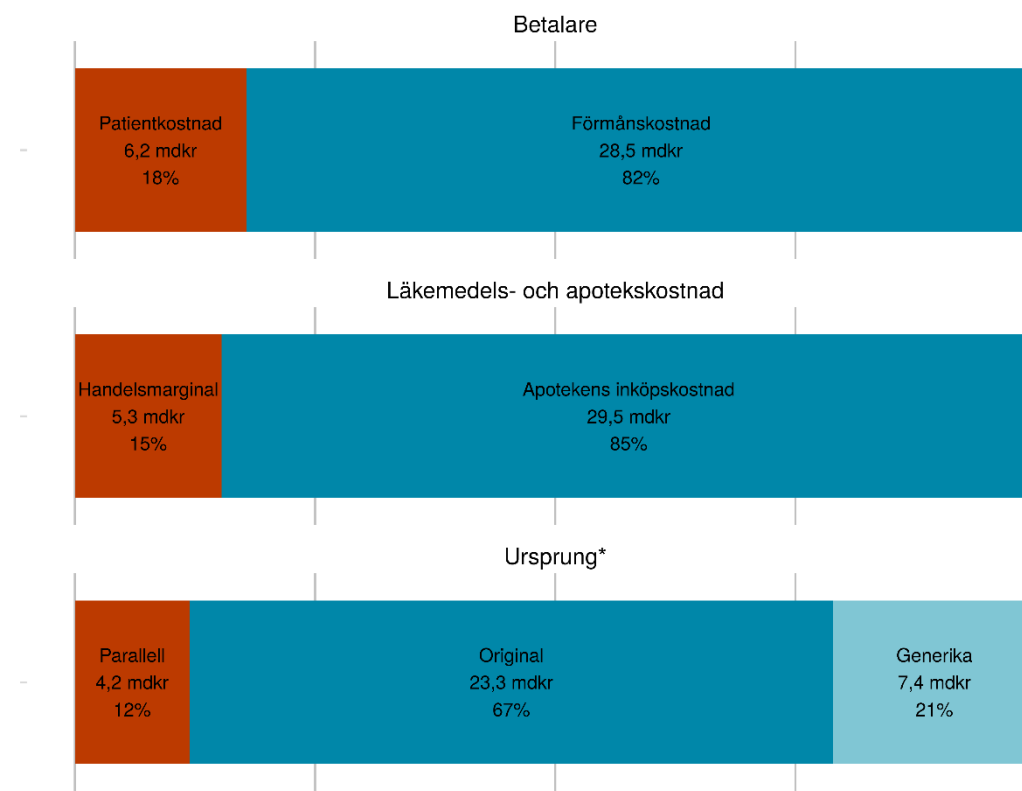 Betalare
Patientkostnad
6,2 mdkr
18%
Förmånskostnad
28,5 mdkr
82%
Läkemedels- och apotekskostnad
Handelsmarginal
5,3 mdkr
15%
Apotekens inköpskostnad
29,5 mdkr
85%
Ursprung*
Parallell
4,2 mdkr
12%
Original
23,3 mdkr
67%
Generika
7,4 mdkr
21%